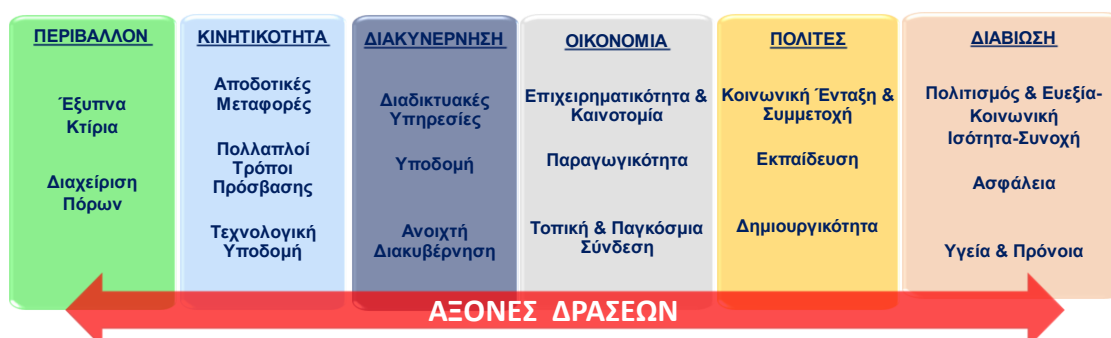 ΠΕΡΙΒΑΛΛΟΝ
Έξυπνα
Κτίρια
Διαχείριση
Πόρων
ΚΙΝΗΤΙΚΟΤΗΤΑ
Αποδοτικές
Μεταφορές
Πολλαπλοί
Τρόποι
Πρόσβασης
Τεχνολογική
Υποδομή
ΔΙΑΚΥΝΕΡΝΗΣΗ
Διαδικτυακές
Υπηρεσίες
Υποδομή
Ανοιχτή
Διακυβέρνηση
ΟΙΚΟΝΟΜΙΑ
Επιχειρηματικότητα &
Καινοτομία
Παραγωγικότητα
Τοπική & Παγκόσμια
Σύνδεση
ΠΟΛΙΤΕΣ
Κοινωνική Ένταξη &
Συμμετοχή
Εκπαίδευση
Δημιουργικότητα
ΔΙΑΒΙΩΣΗ
Πολιτισμός & Ευεξία-
Κοινωνική
Ισότητα-Συνοχή
Ασφάλεια
Υγεία & Πρόνοια
ΑΞΟΝΕΣ ΔΡΑΣΕΩΝ